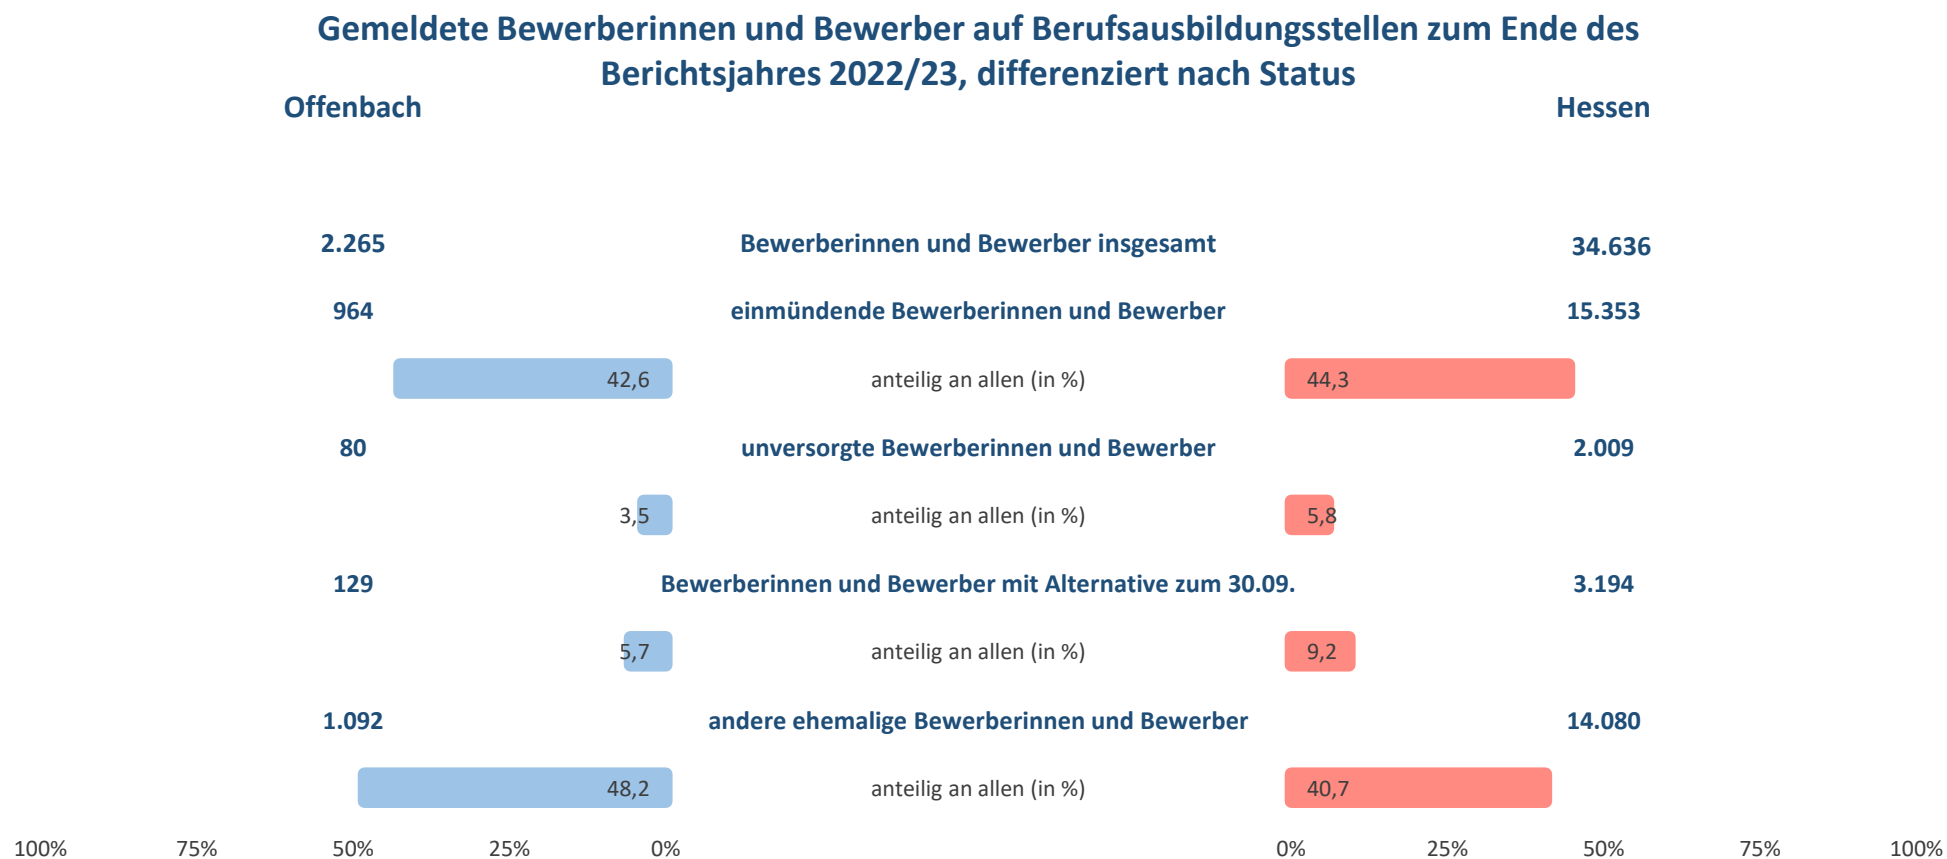 Gemeldete Bewerberinnen und Bewerber auf Berufsausbildungsstellen zum Ende des
Berichtsjahres 2022/23, differenziert nach Status
Offenbach Hessen
2.265 Bewerberinnen und Bewerber insgesamt 34.636
964 einmündende Bewerberinnen und Bewerber 15.353
42,6 anteilig an allen (in %) 44,3
80 unversorgte Bewerberinnen und Bewerber 2.009
3,5 anteilig an allen (in %) 5,8
129 Bewerberinnen und Bewerber mit Alternative zum 30.09. 3.194
5,7 anteilig an allen (in %) 9,2
1.092 andere ehemalige Bewerberinnen und Bewerber 14.080
48,2 anteilig an allen (in %) 40,7
100% 75% 50% 25% 0% 0% 25% 50% 75% 100%